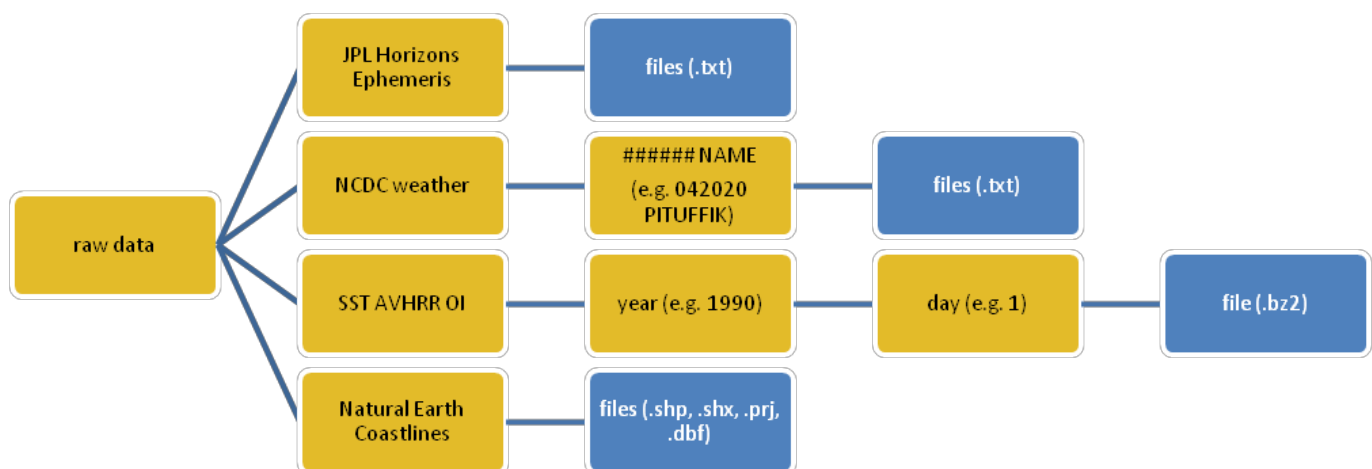 JPL Horizons
Ephemeris
files (.txt)
NCDC weather
###### NAME
(e.g. 042020
PITUFFIK)
files (.txt)
raw data
SST AVHRR OI
year (e.g. 1990)
day (e.g. 1)
file (.bz2)
Natural Earth
Coastlines
files (.shp, .shx, .prj,
.dbf)